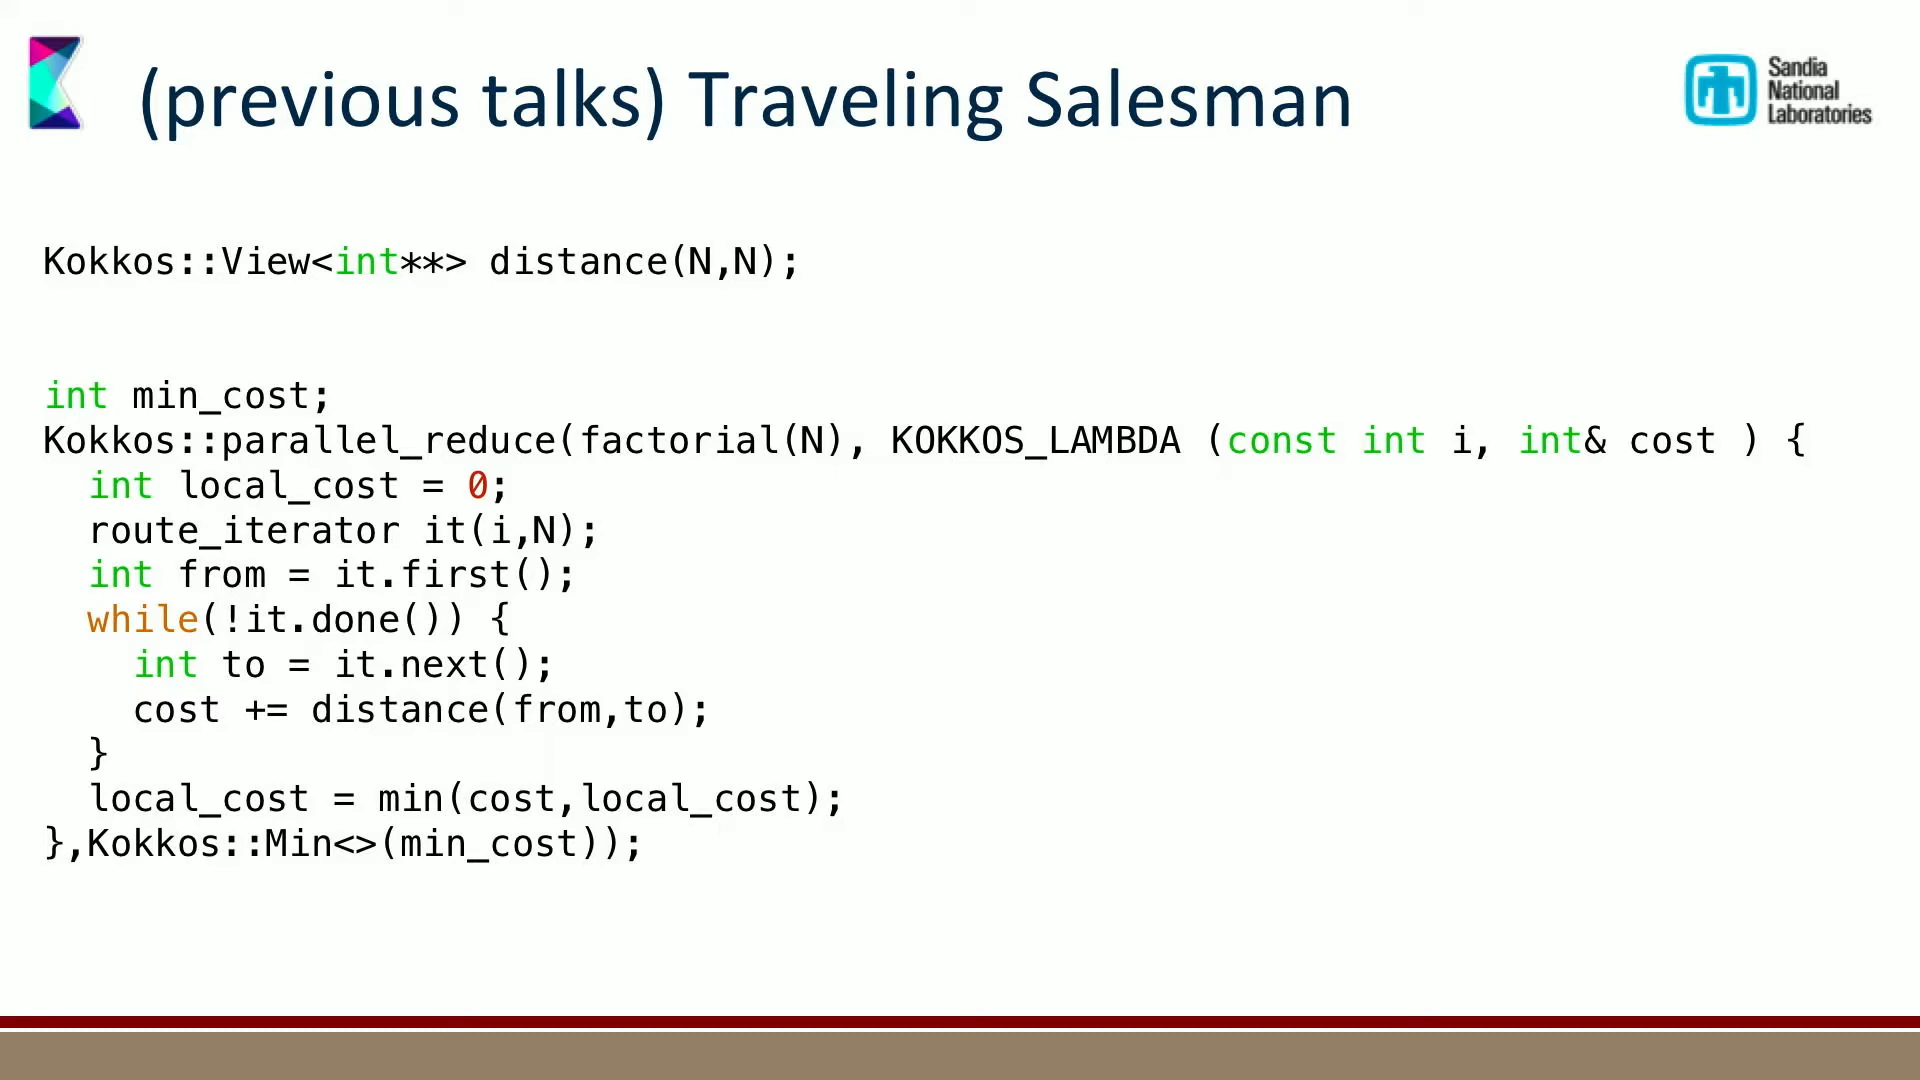 (previous talks) Traveling Salesman
Sandia
National
Laboratories
Kokkos::View<int**> distance(N,N);
int min_cost;
Kokkos::parallel_reduce(factorial(N), KOKKOS_LAMBDA (const int i, int& cost ) {
  int local_cost = 0;
  route_iterator it(i,N);
  int from = it.first();
  while(!it.done()) {
    int to = it.next();
    cost += distance(from,to);
  }
  local_cost = min(cost,local_cost);
},Kokkos::Min<>(min_cost));